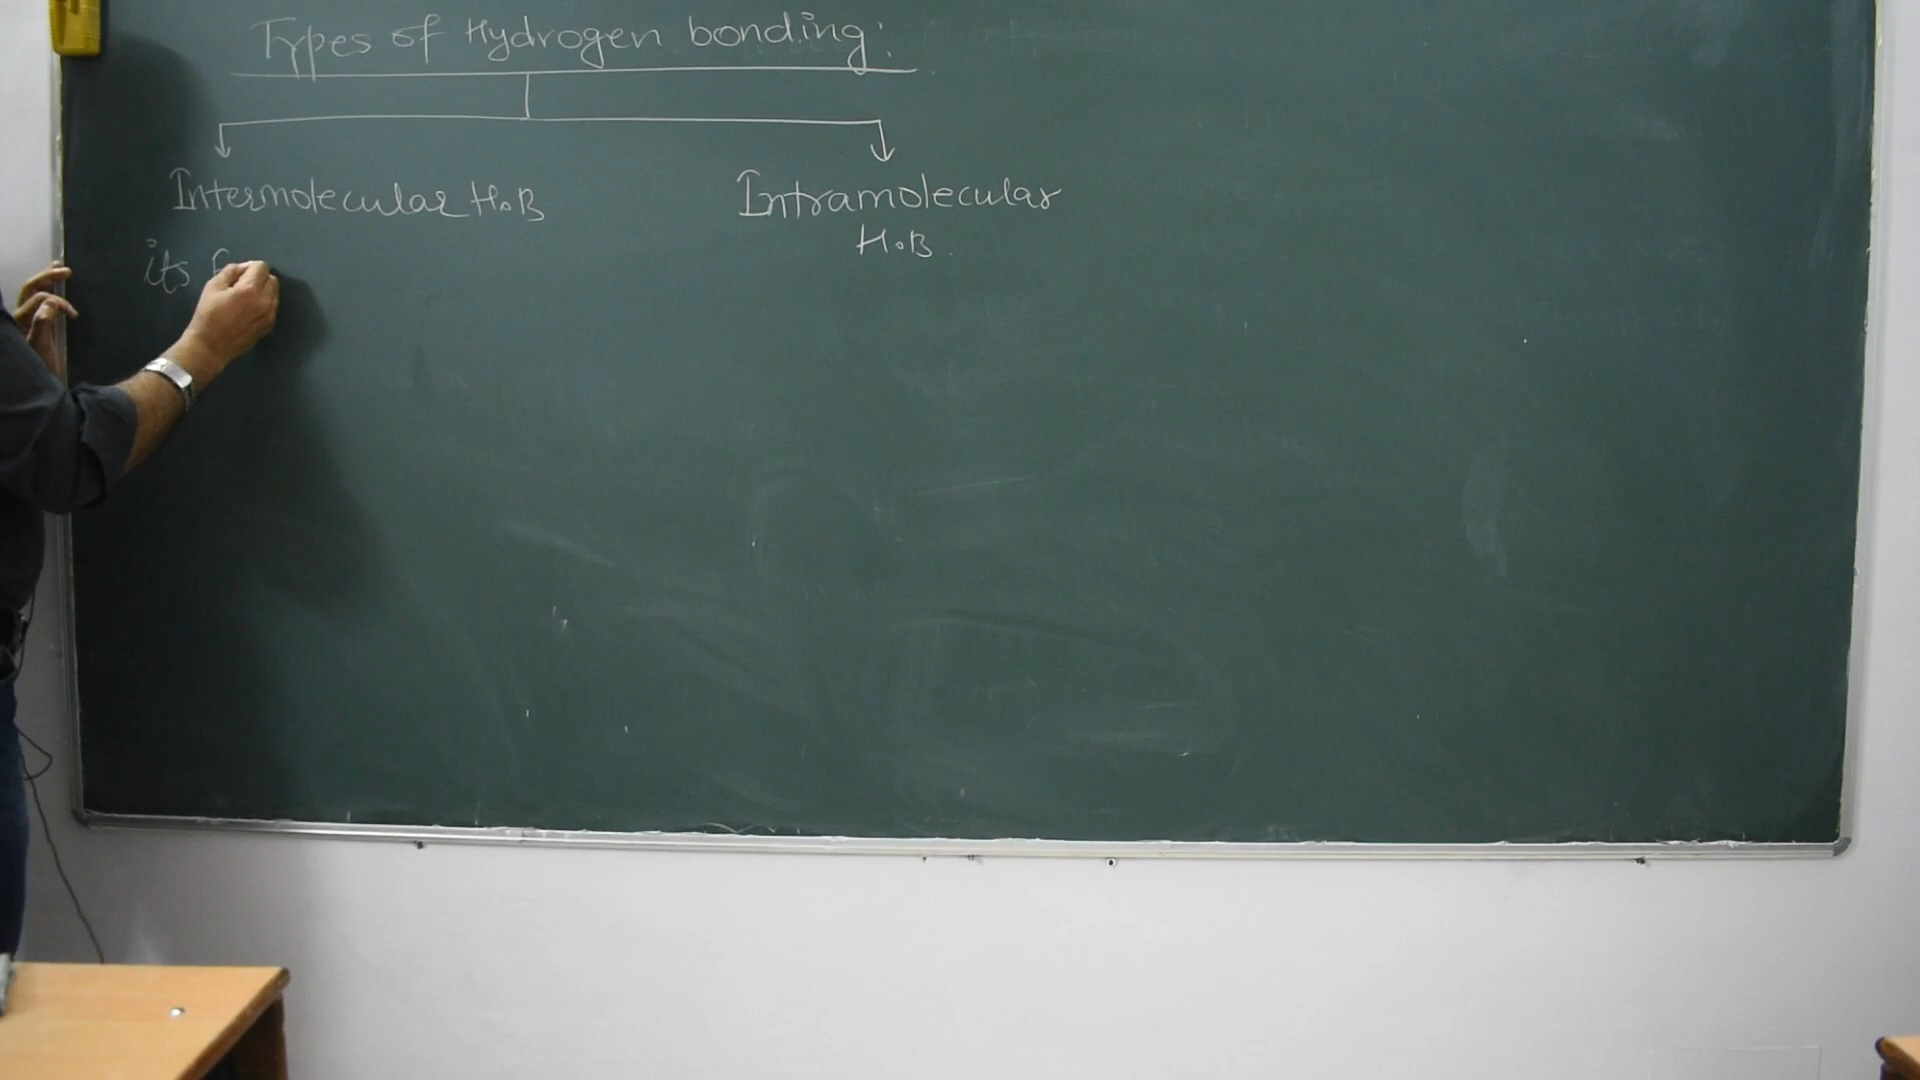 Types of Hydrogen bonding:
Intermolecular H.B
Intramolecular
H.B.
its